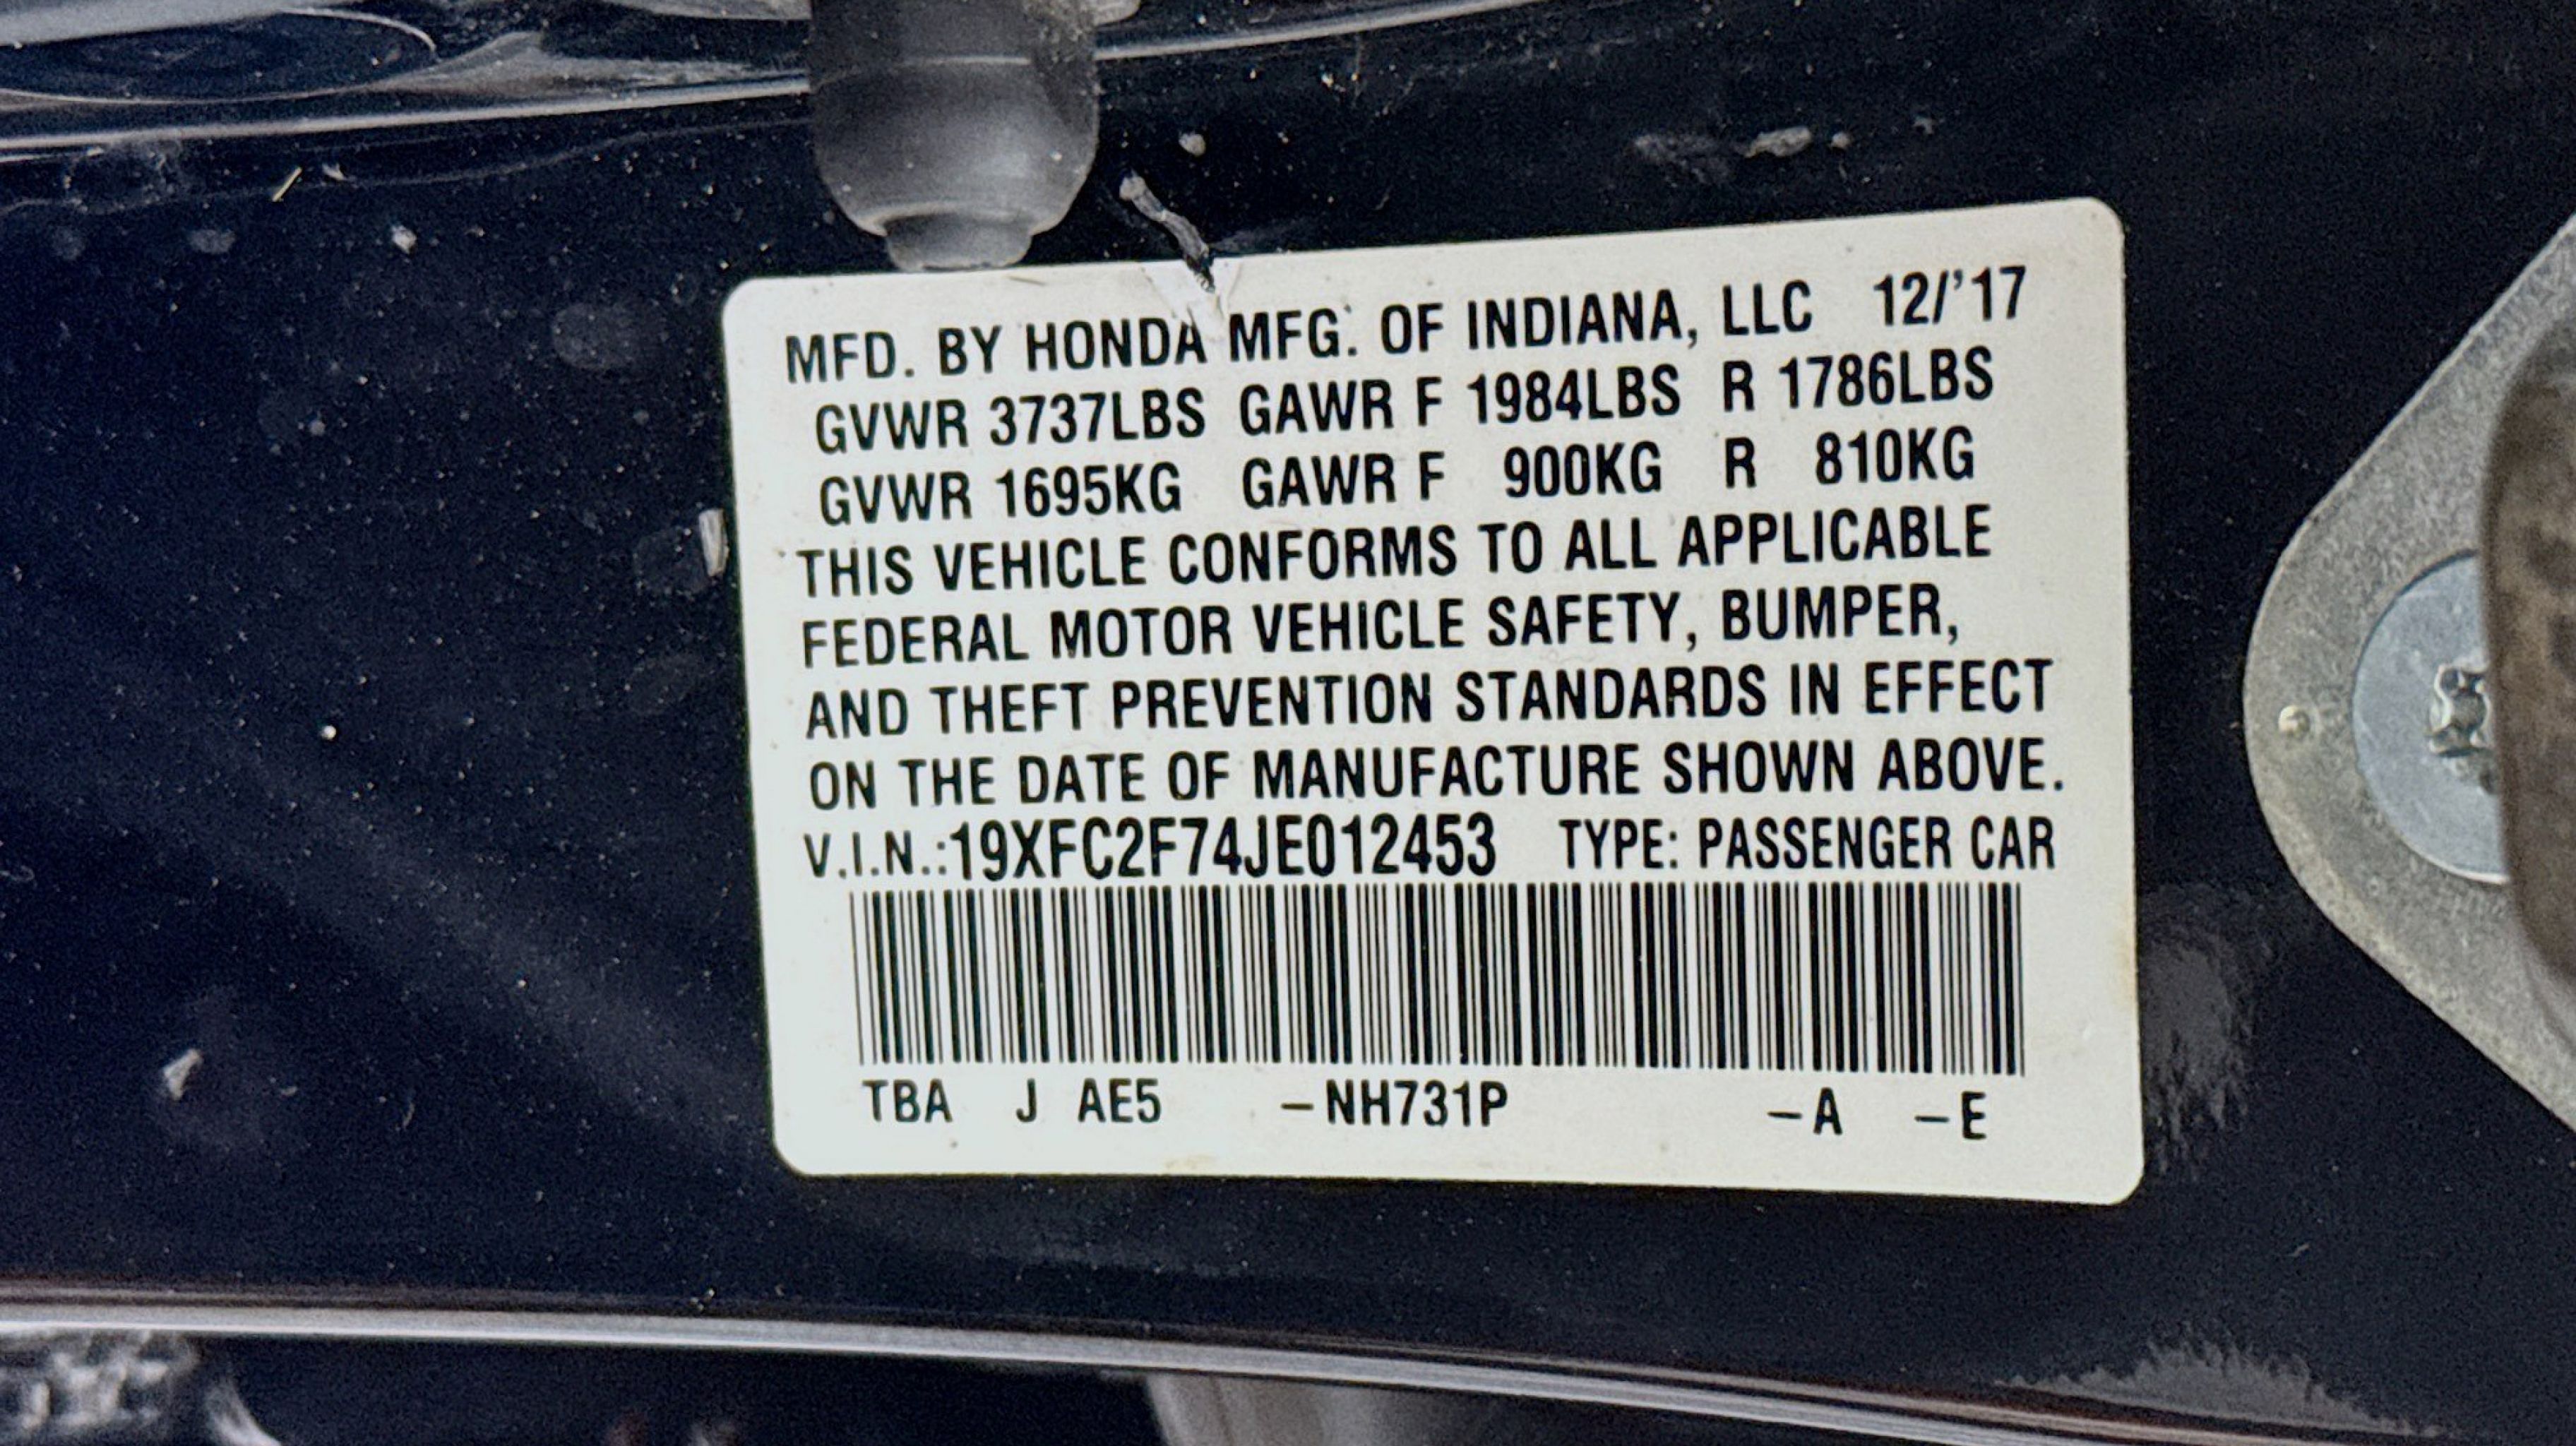 MFD. BY HONDA MFG. OF INDIANA, LLC 12/'17
GVWR 3737LBS GAWR F 1984LBS R 1786LBS
GVWR 1695KG GAWR F 900KG R 810KG
THIS VEHICLE CONFORMS TO ALL APPLICABLE
FEDERAL MOTOR VEHICLE SAFETY, BUMPER,
AND THEFT PREVENTION STANDARDS IN EFFECT
ON THE DATE OF MANUFACTURE SHOWN ABOVE.
V.I.N.:19XFC2F74JE012453 TYPE: PASSENGER CAR
TBA J AE5 –NH731P –A –E